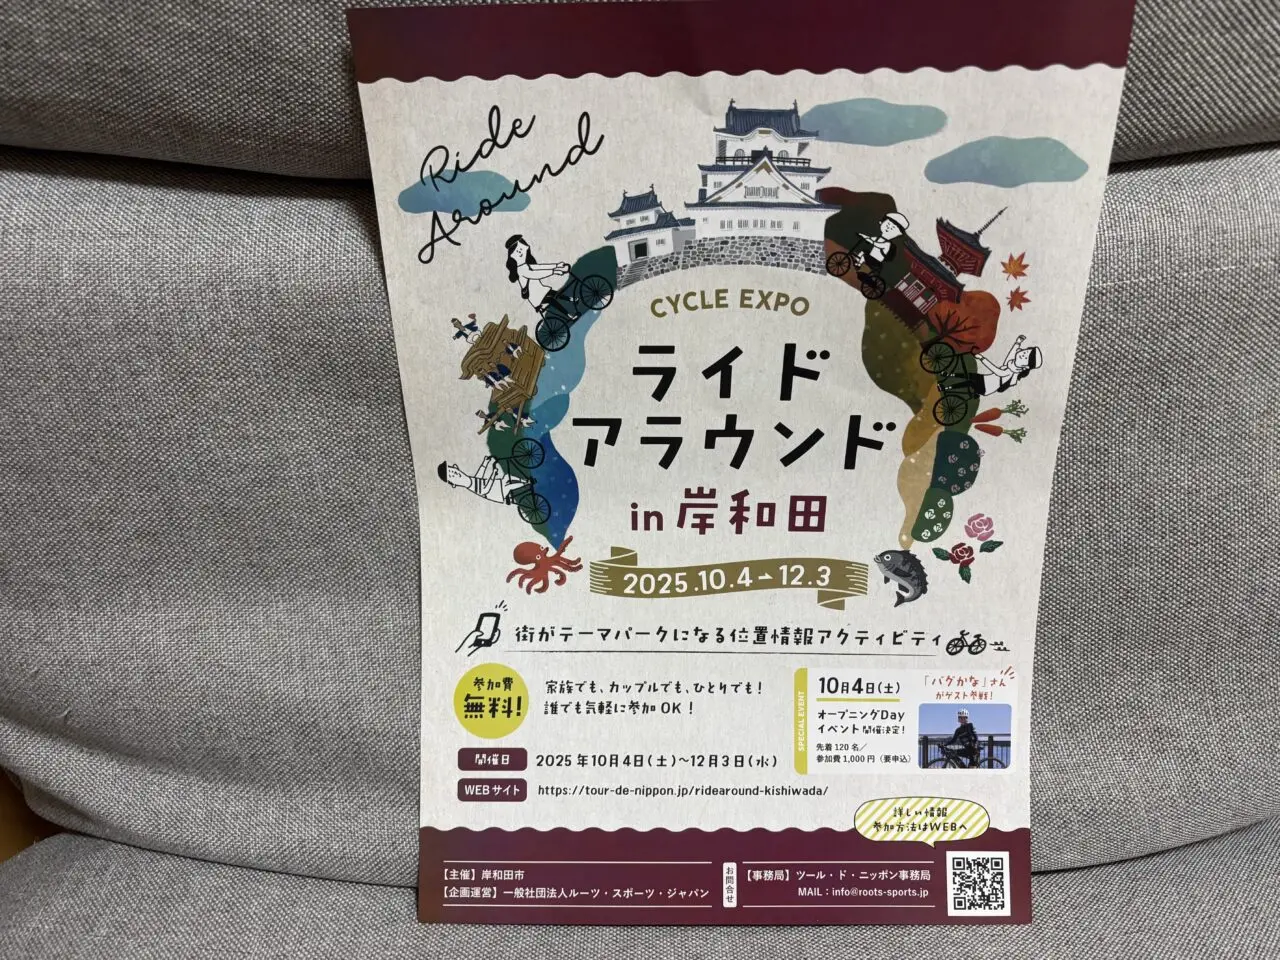 Ride
Around
CYCLE EXPO
ライド
アラウンド
in 岸和田
2025.10.4→12.3
街がテーマパークになる位置情報アクティビティ
参加費
無料!
家族でも、カップルでも、ひとりでも!
誰でも気軽に参加OK!
開催日
2025年10月4日(土)~12月3日(水)
WEBサイト
https://tour-de-nippon.jp/ridearound-kishiwada/
SPECIAL EVENT
10月4日(土)
オープニングDay
イベント開催決定!
先着120名/
参加費1,000円(要申込)
「バグかな」さん
がゲスト参戦!
詳しい情報
参加方法はWEBへ
【主催】岸和田市
【企画運営】一般社団法人ルーツ・スポーツ・ジャパン
お問合せ
【事務局】ツール・ド・ニッポン事務局
MAIL:info@roots-sports.jp